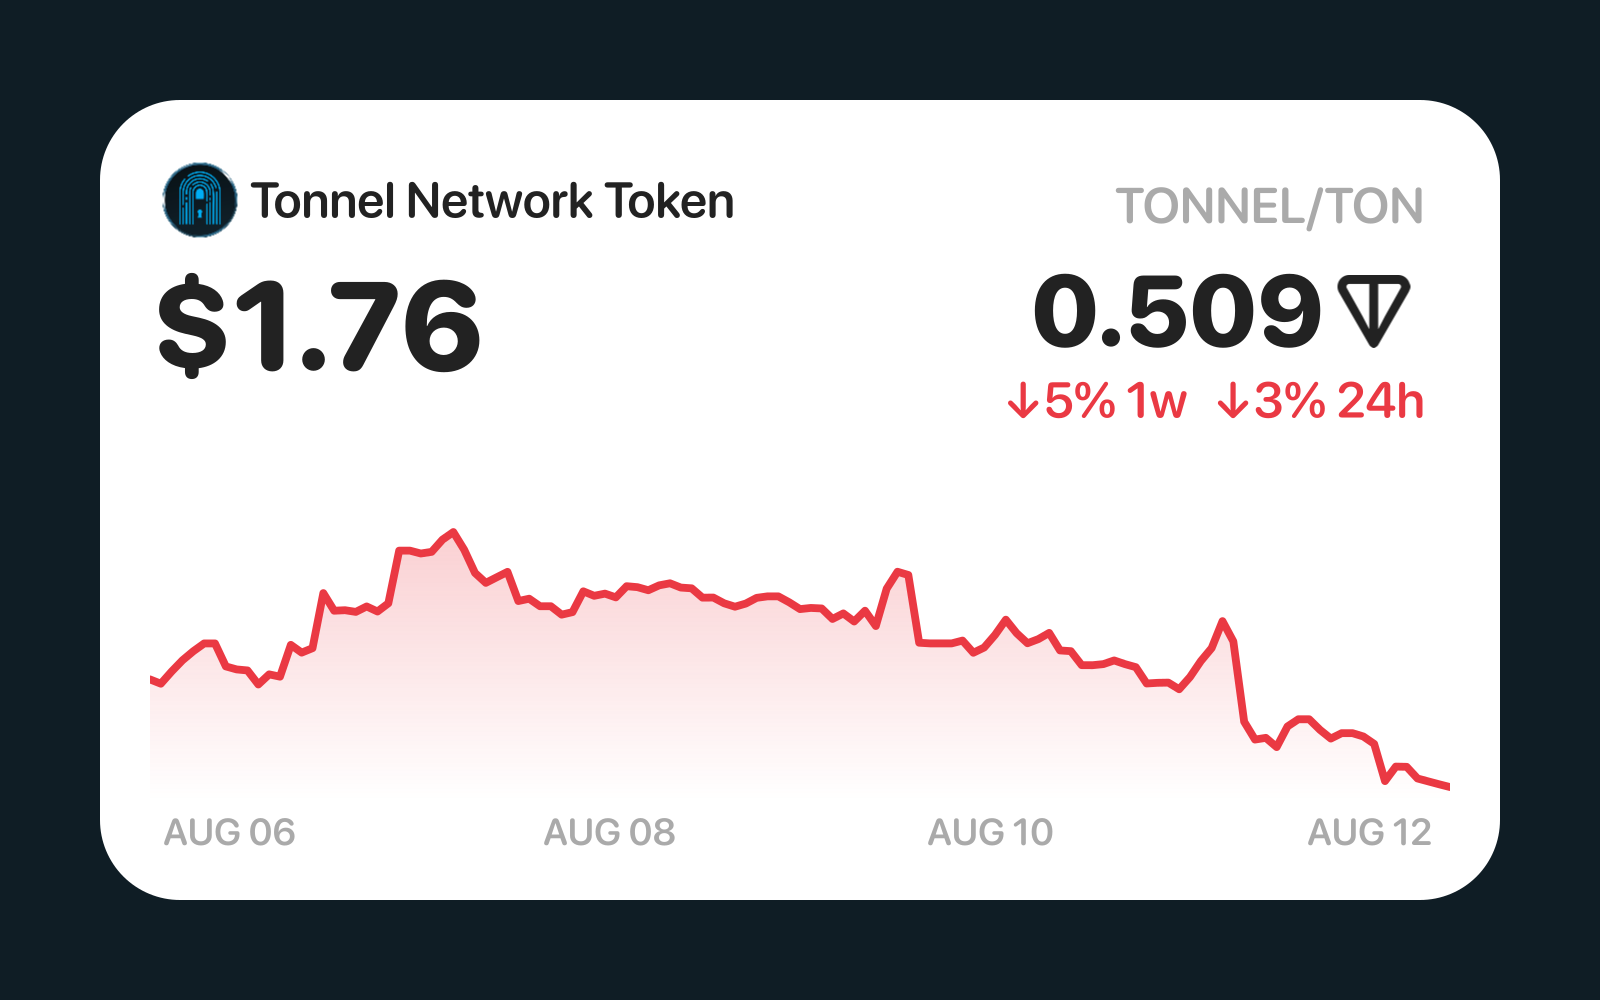 Tonnel Network Token
TONNEL/TON
$1.76
0.509
↓5% 1w ↓3% 24h
AUG 06
AUG 08
AUG 10
AUG 12